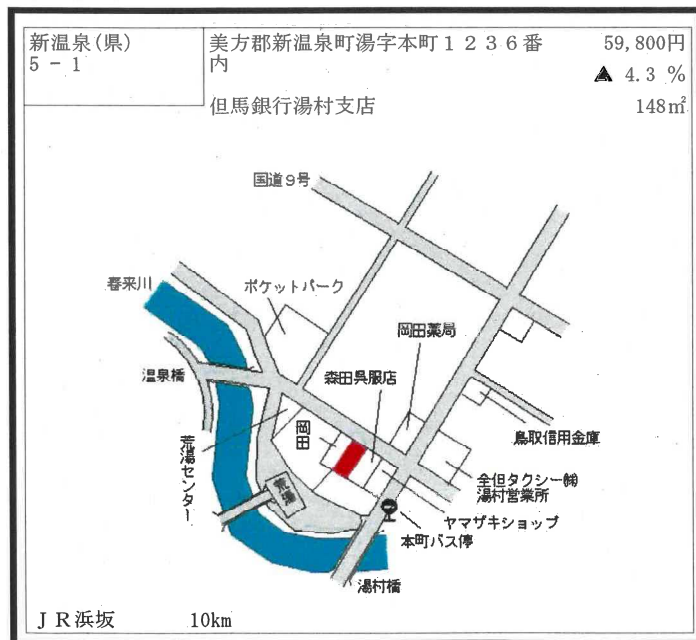 新温泉(県)
5 - 1
美方郡新温泉町湯字本町1236番
内
59,800円
▲ 4.3 %
但馬銀行湯村支店
148㎡
国道9号
春来川
ポケットパーク
岡田薬局
森田呉服店
温泉橋
岡田
鳥取信用金庫
荒湯センター
荒湯
全但タクシー㈱
湯村営業所
ヤマザキショップ
本町バス停
湯村橋
JR浜坂
10km